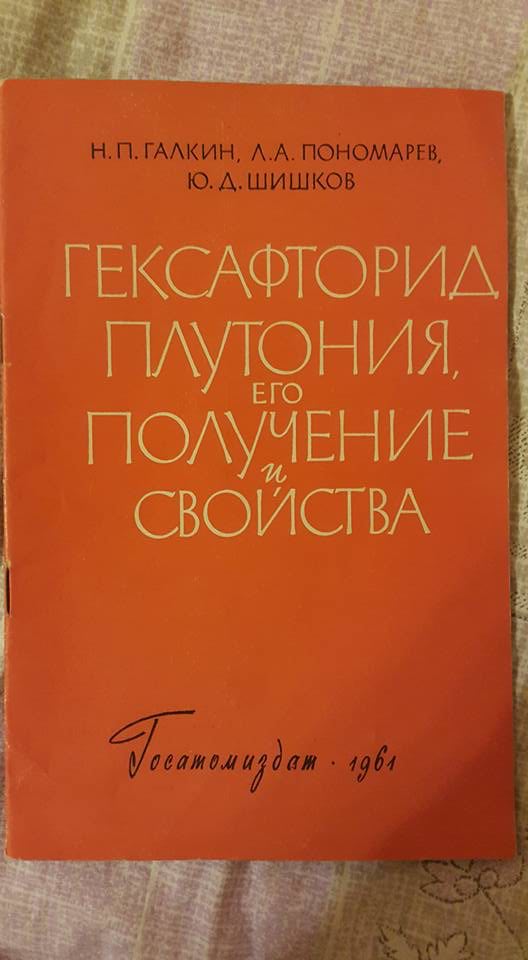 Н.П.ГАЛКИН, Л.А. ПОНОМАРЕВ,
Ю.Д.ШИШКОВ
ГЕКСАФТОРИД
ПЛУТОНИЯ,
ЕГО
ПОЛУЧЕНИЕ
И
СВОЙСТВА
Госатомиздат · 1961